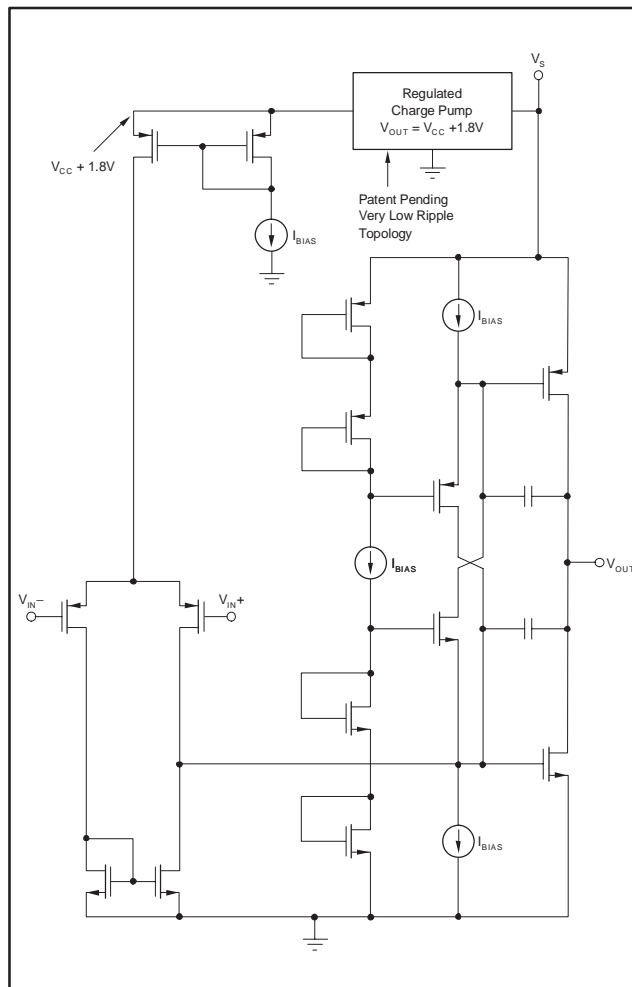 V_S
Regulated
Charge Pump
V_OUT = V_CC +1.8V
V_CC + 1.8V
Patent Pending
Very Low Ripple
Topology
I_BIAS
I_BIAS
I_BIAS
V_OUT
V_IN−
V_IN+
I_BIAS